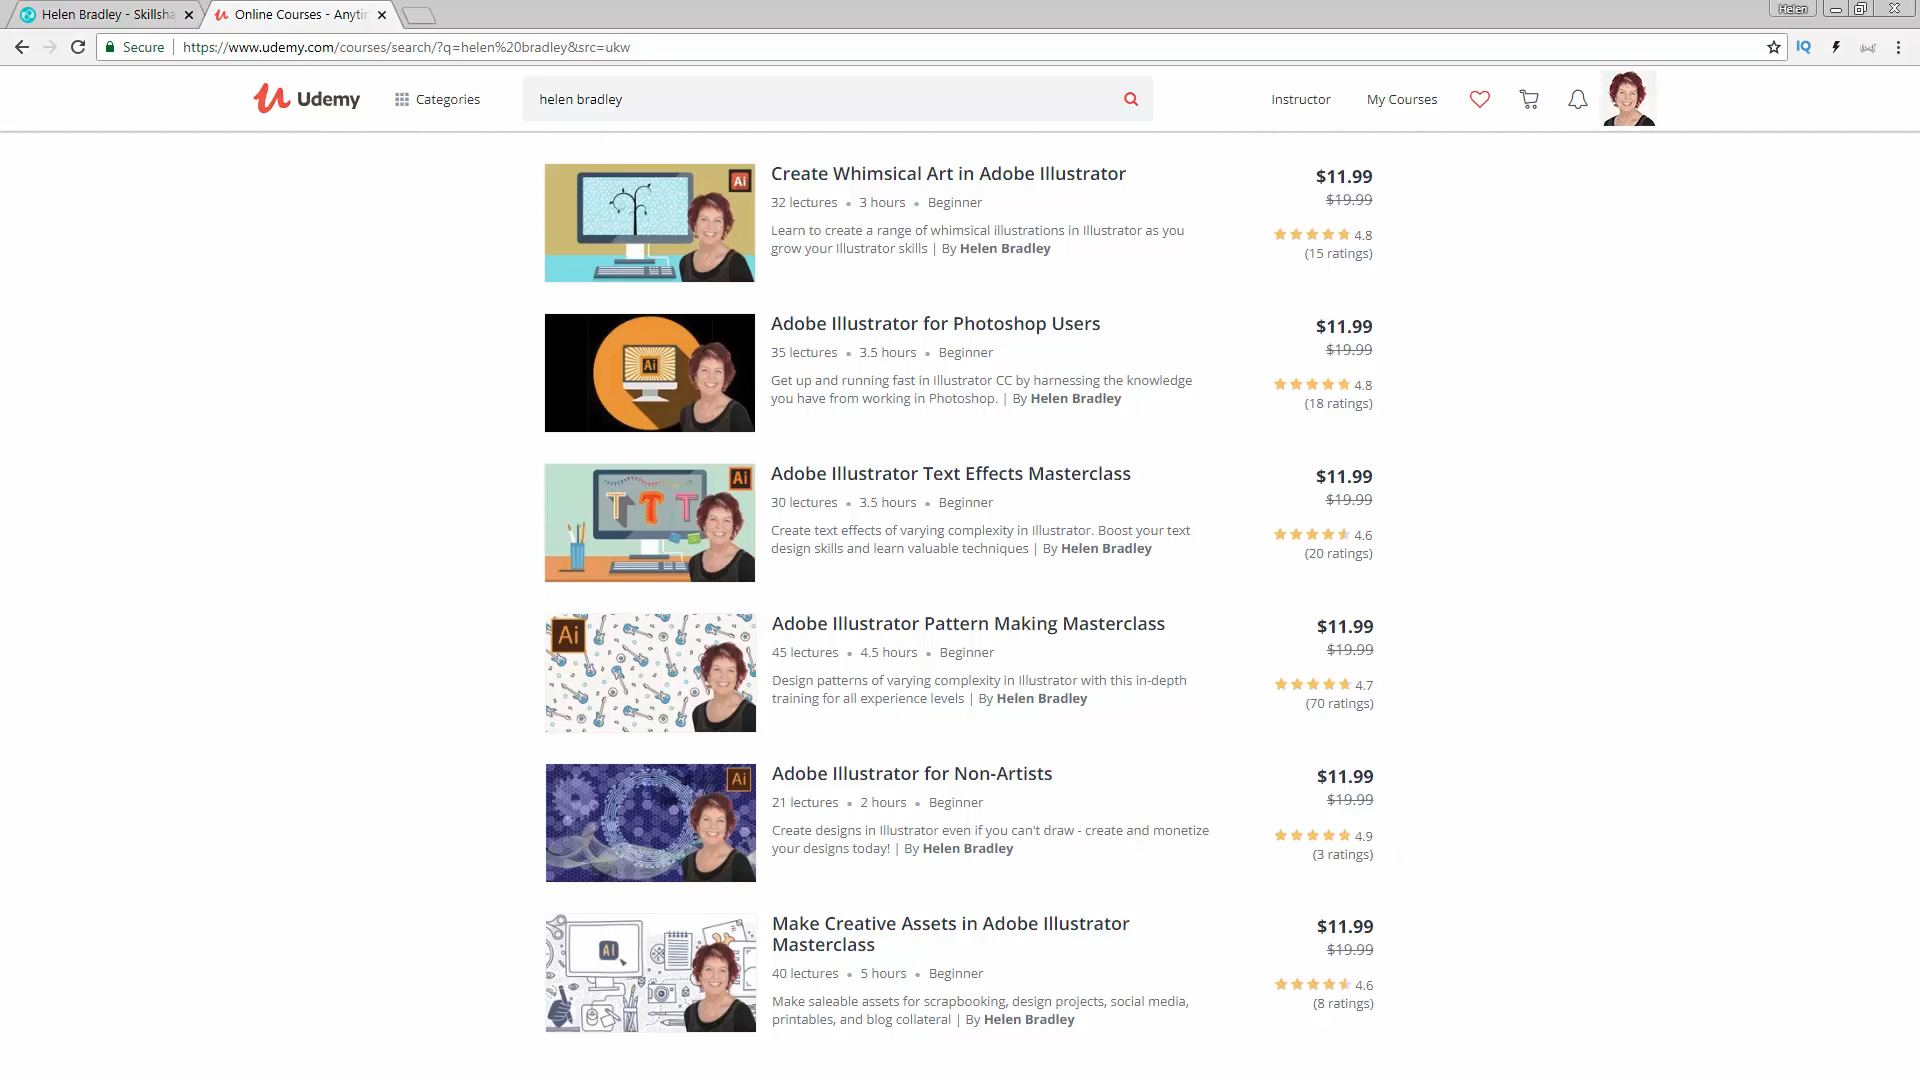 Helen Bradley - Skillsha
Online Courses - Anyti
Helen
Secure
https://www.udemy.com/courses/search/?q=helen%20bradley&src=ukw
IQ
Udemy
Categories
helen bradley
Instructor
My Courses
Ai
Create Whimsical Art in Adobe Illustrator
$11.99
32 lectures • 3 hours • Beginner
$19.99
Learn to create a range of whimsical illustrations in Illustrator as you
4.8
grow your Illustrator skills | By Helen Bradley
(15 ratings)
Ai
Adobe Illustrator for Photoshop Users
$11.99
35 lectures • 3.5 hours • Beginner
$19.99
Get up and running fast in Illustrator CC by harnessing the knowledge
4.8
you have from working in Photoshop. | By Helen Bradley
(18 ratings)
Ai
T T T
Adobe Illustrator Text Effects Masterclass
$11.99
30 lectures • 3.5 hours • Beginner
$19.99
Create text effects of varying complexity in Illustrator. Boost your text
4.6
design skills and learn valuable techniques | By Helen Bradley
(20 ratings)
Ai
Adobe Illustrator Pattern Making Masterclass
$11.99
45 lectures • 4.5 hours • Beginner
$19.99
Design patterns of varying complexity in Illustrator with this in-depth
4.7
training for all experience levels | By Helen Bradley
(70 ratings)
Ai
Adobe Illustrator for Non-Artists
$11.99
21 lectures • 2 hours • Beginner
$19.99
Create designs in Illustrator even if you can't draw - create and monetize
4.9
your designs today! | By Helen Bradley
(3 ratings)
AI
Make Creative Assets in Adobe Illustrator
Masterclass
$11.99
$19.99
40 lectures • 5 hours • Beginner
4.6
Make saleable assets for scrapbooking, design projects, social media,
(8 ratings)
printables, and blog collateral | By Helen Bradley